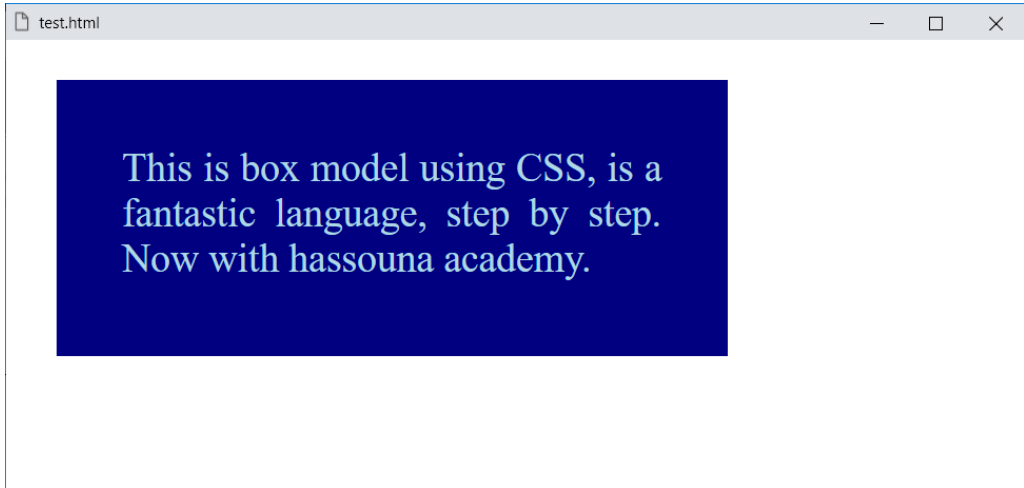 test.html
This is box model using CSS, is a
fantastic language, step by step.
Now with hassouna academy.